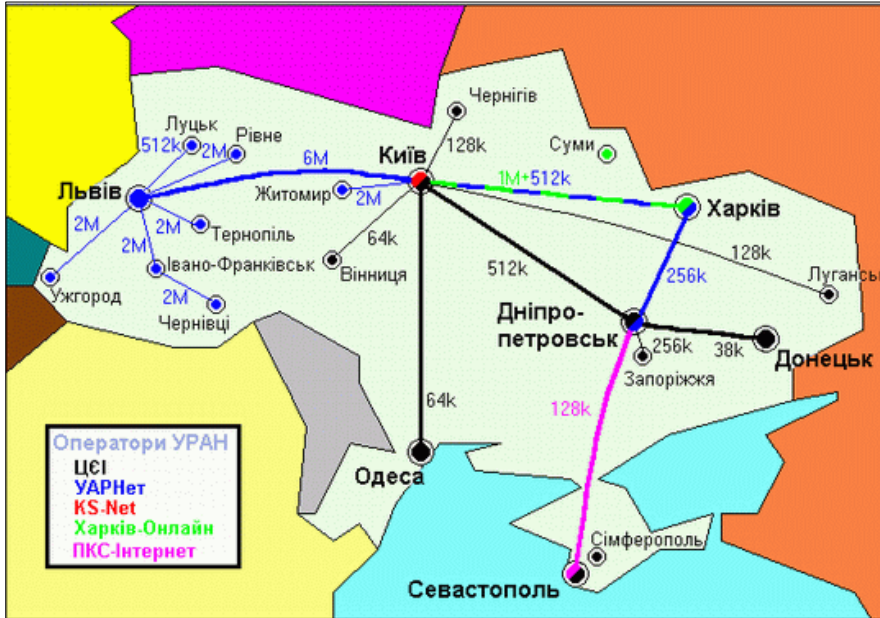 Чернігів
Луцьк
512k
Рівне
2M
6M
Київ
128k
Суми
1M+512k
Львів
Житомир
2M
Харків
2M
2M
Тернопіль
64k
128k
2M
Івано-Франківськ
Вінниця
512k
256k
Ужгород
2M
Чернівці
Дніпро-
петровськ
256k
38k
Донецьк
Запоріжжя
64k
128k
Одеса
Оператори УРАН
ЦЄІ
УАРНет
KS-Net
Харків-Онлайн
ПКС-Інтернет
Сімферополь
Севастополь